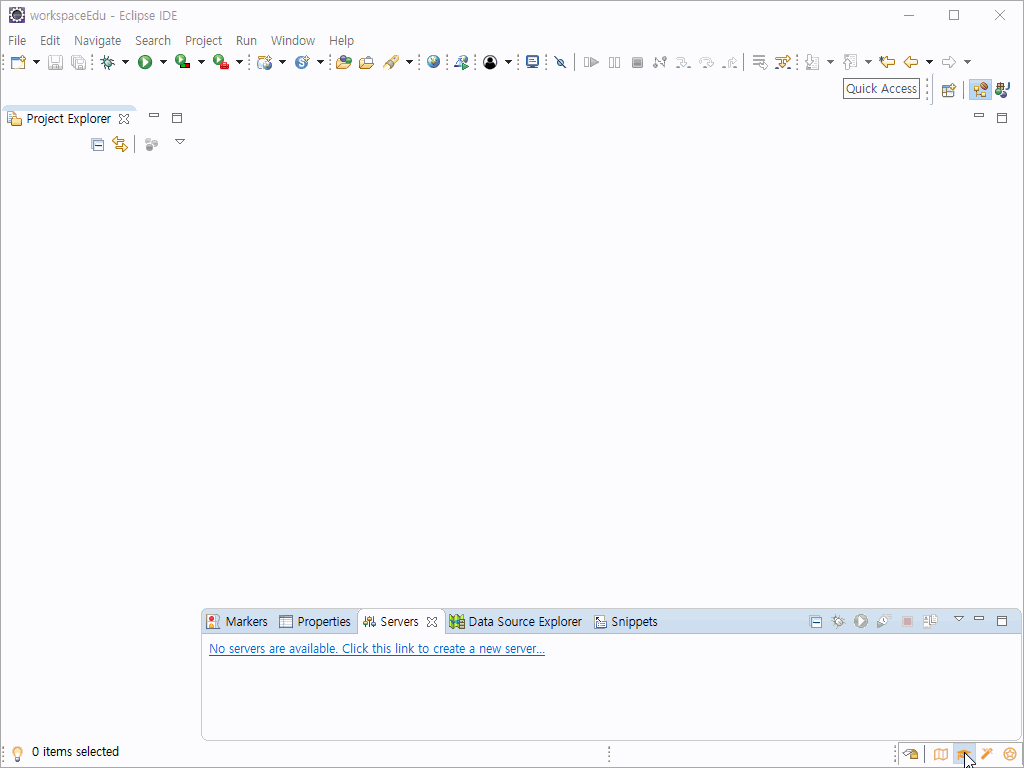 workspaceEdu - Eclipse IDE
File Edit Navigate Search Project Run Window Help
Quick Access
Project Explorer
Markers Properties Servers Data Source Explorer Snippets
No servers are available. Click this link to create a new server...
0 items selected